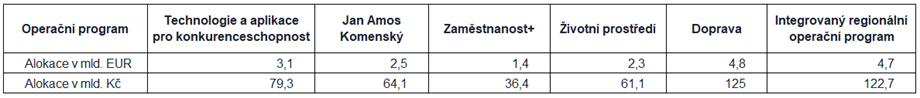 Operační program Technologie a aplikace pro konkurenceschopnost Jan Amos Komenský Zaměstnanost+ Životní prostředí Doprava Integrovaný regionální operační program
Alokace v mld. EUR 3,1 2,5 1,4 2,3 4,8 4,7
Alokace v mld. Kč 79,3 64,1 36,4 61,1 125 122,7